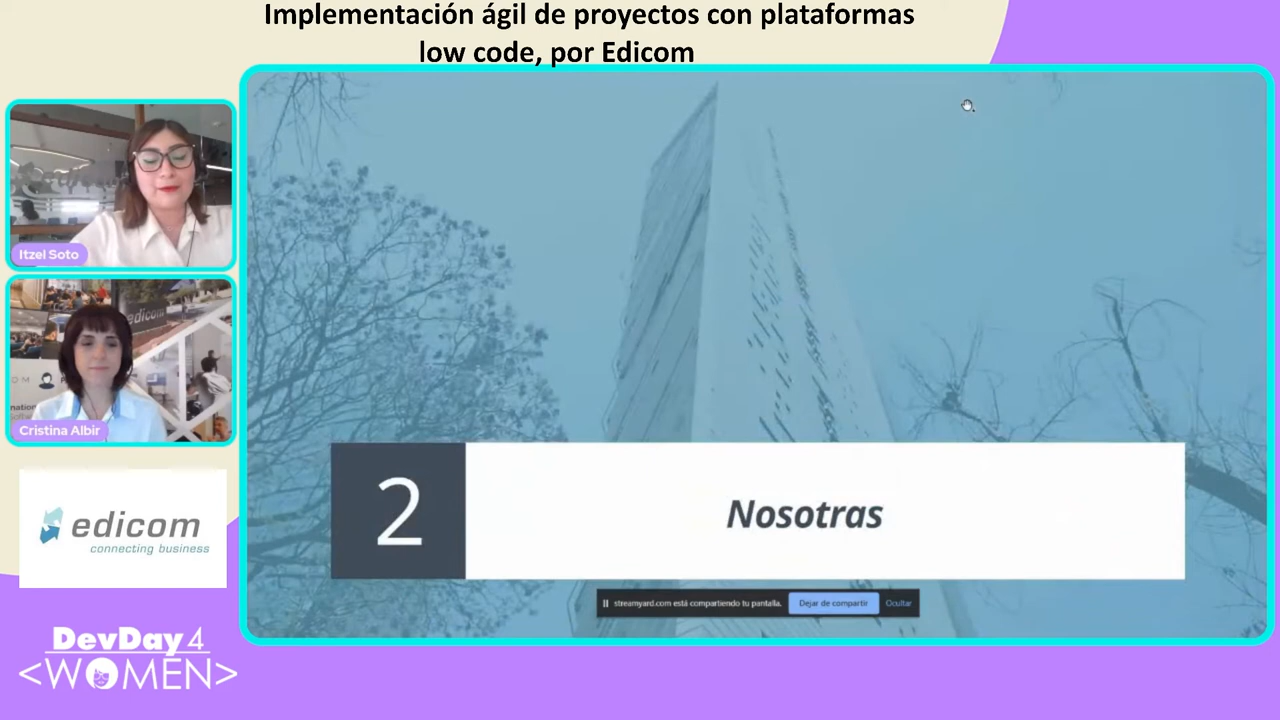 Implementación ágil de proyectos con plataformas
low code, por Edicom
Itzel Soto
edicom
Cristina Albir
edicom
connecting business
DevDay4
<WOMEN>
2
Nosotras
streamyard.com está compartiendo tu pantalla.
Dejar de compartir
Ocultar